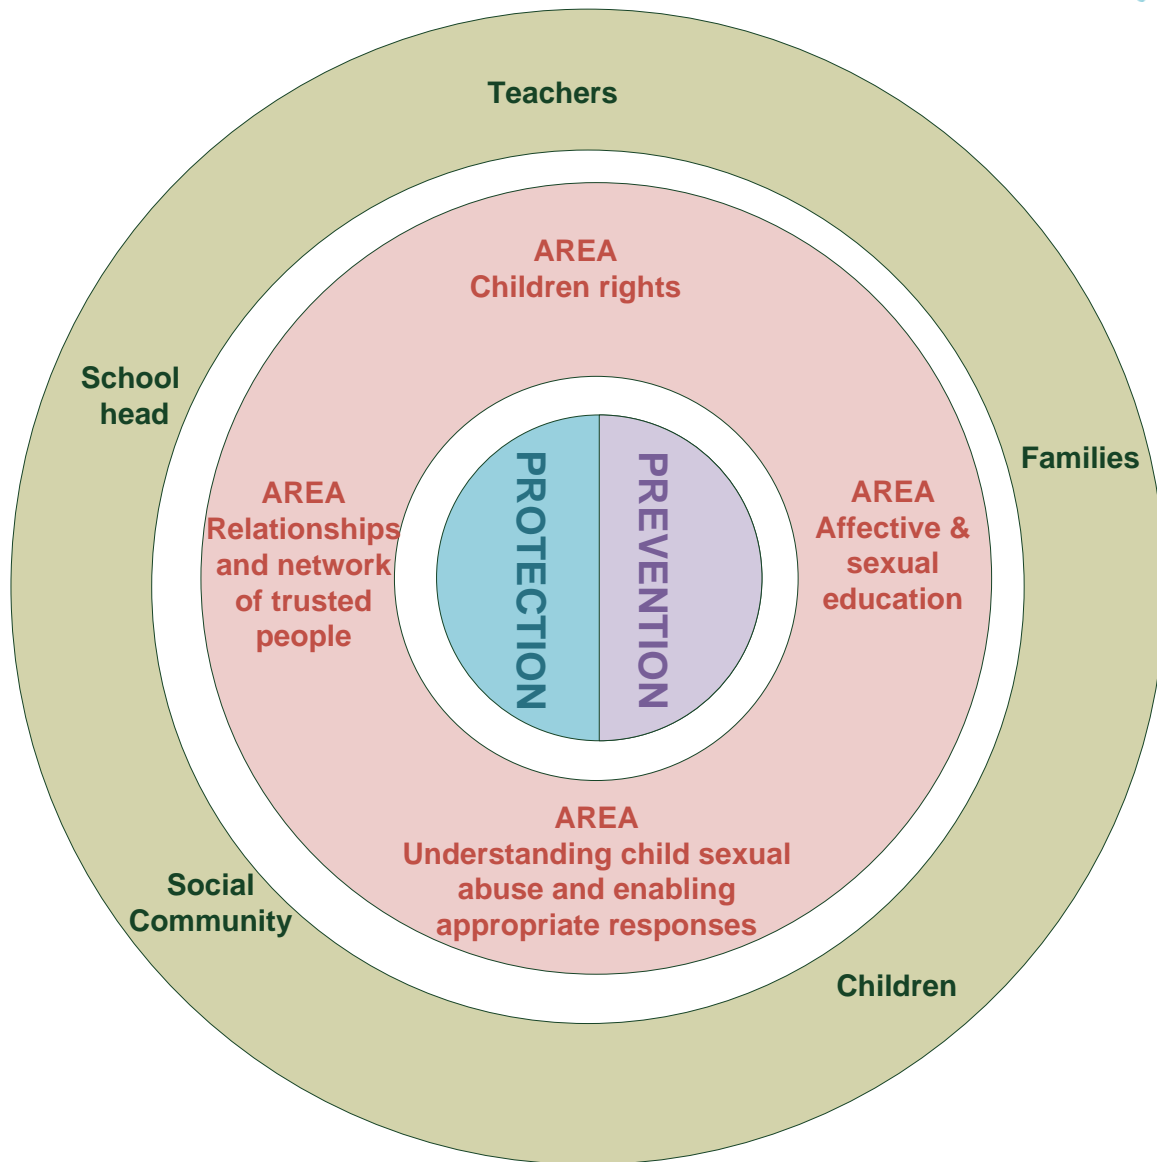 Teachers
AREA
Children rights
School
head
Families
AREA
Relationships
and network
of trusted
people
PROTECTION
PREVENTION
AREA
Affective &
sexual
education
AREA
Understanding child sexual
abuse and enabling
appropriate responses
Social
Community
Children